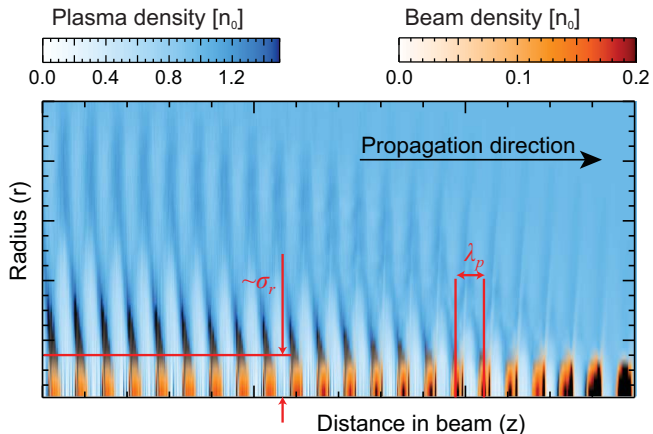 Plasma density [n₀]
Beam density [n₀]
0.0 0.4 0.8 1.2
0.0 0.1 0.2
Propagation direction
Radius (r)
~σᵣ
λₚ
Distance in beam (z)